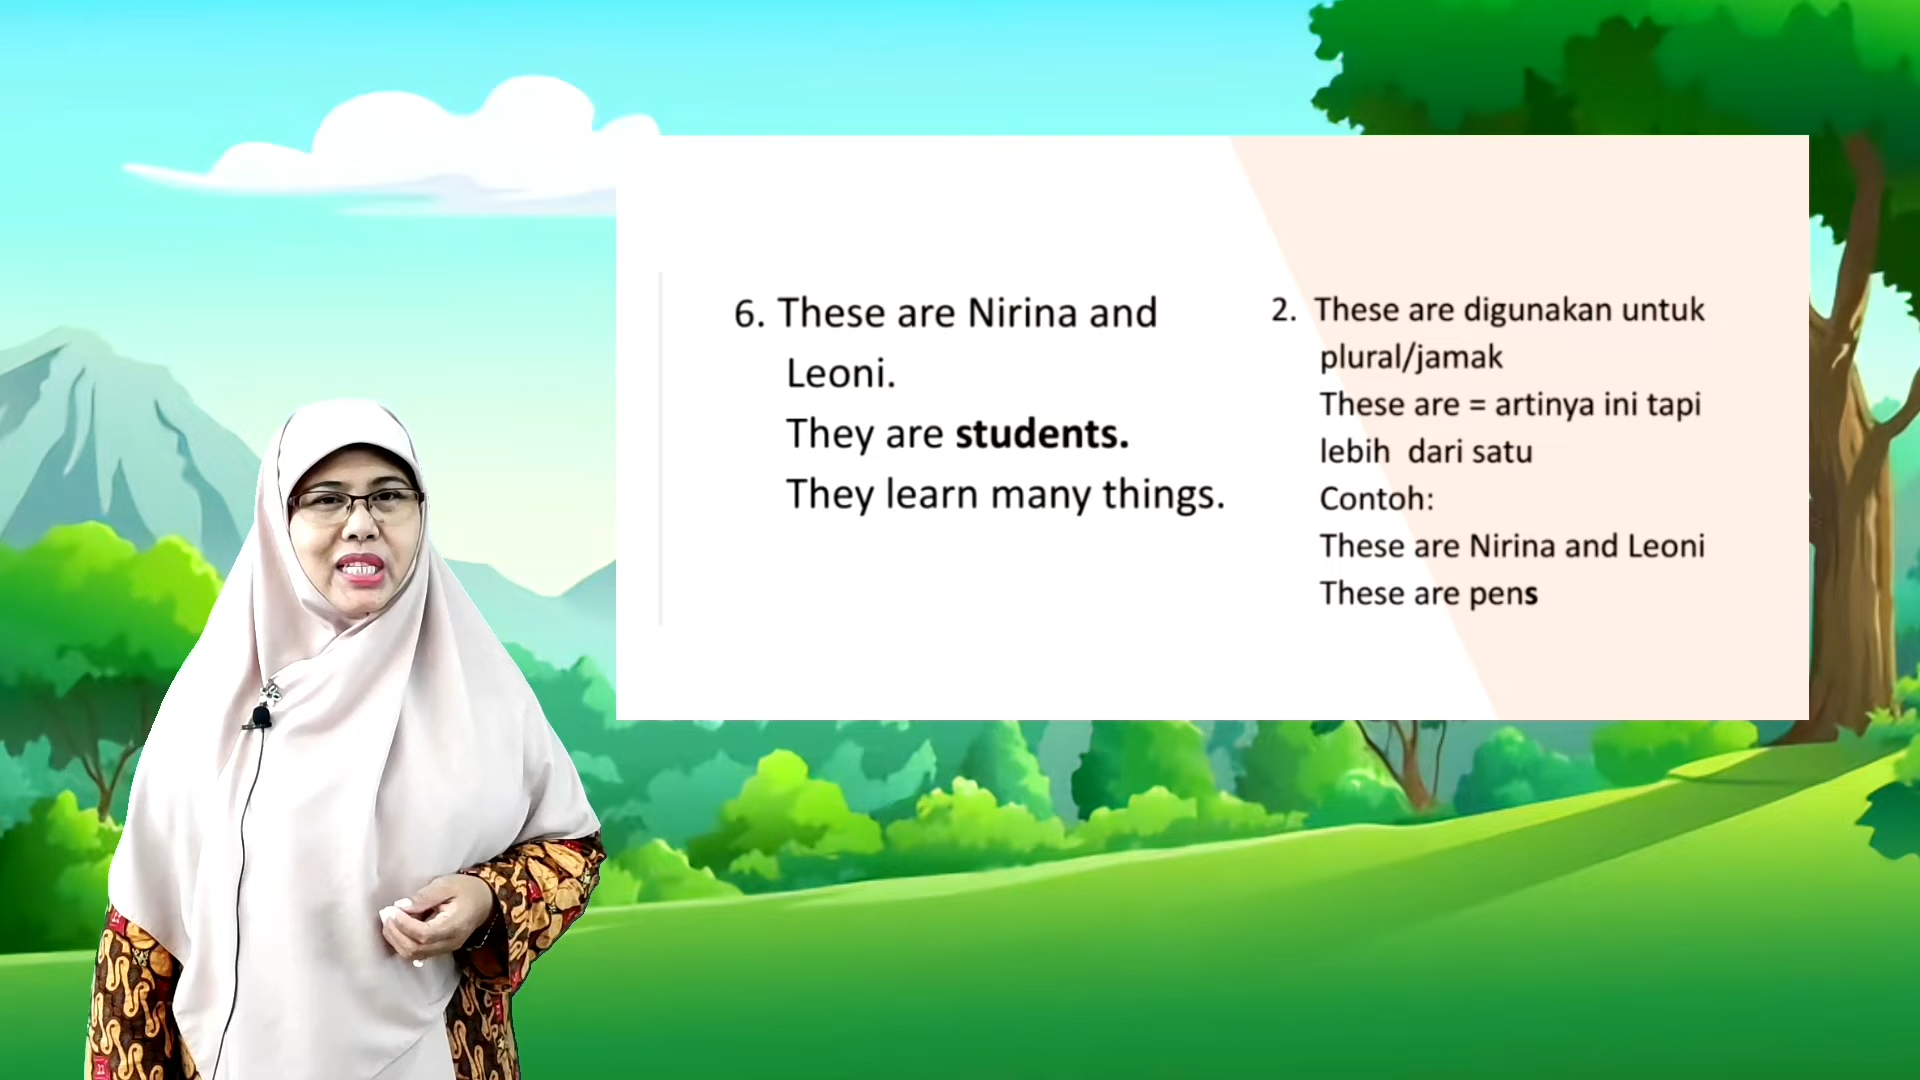 6. These are Nirina and
Leoni.
They are students.
They learn many things.
2. These are digunakan untuk
plural/jamak
These are = artinya ini tapi
lebih dari satu
Contoh:
These are Nirina and Leoni
These are pens